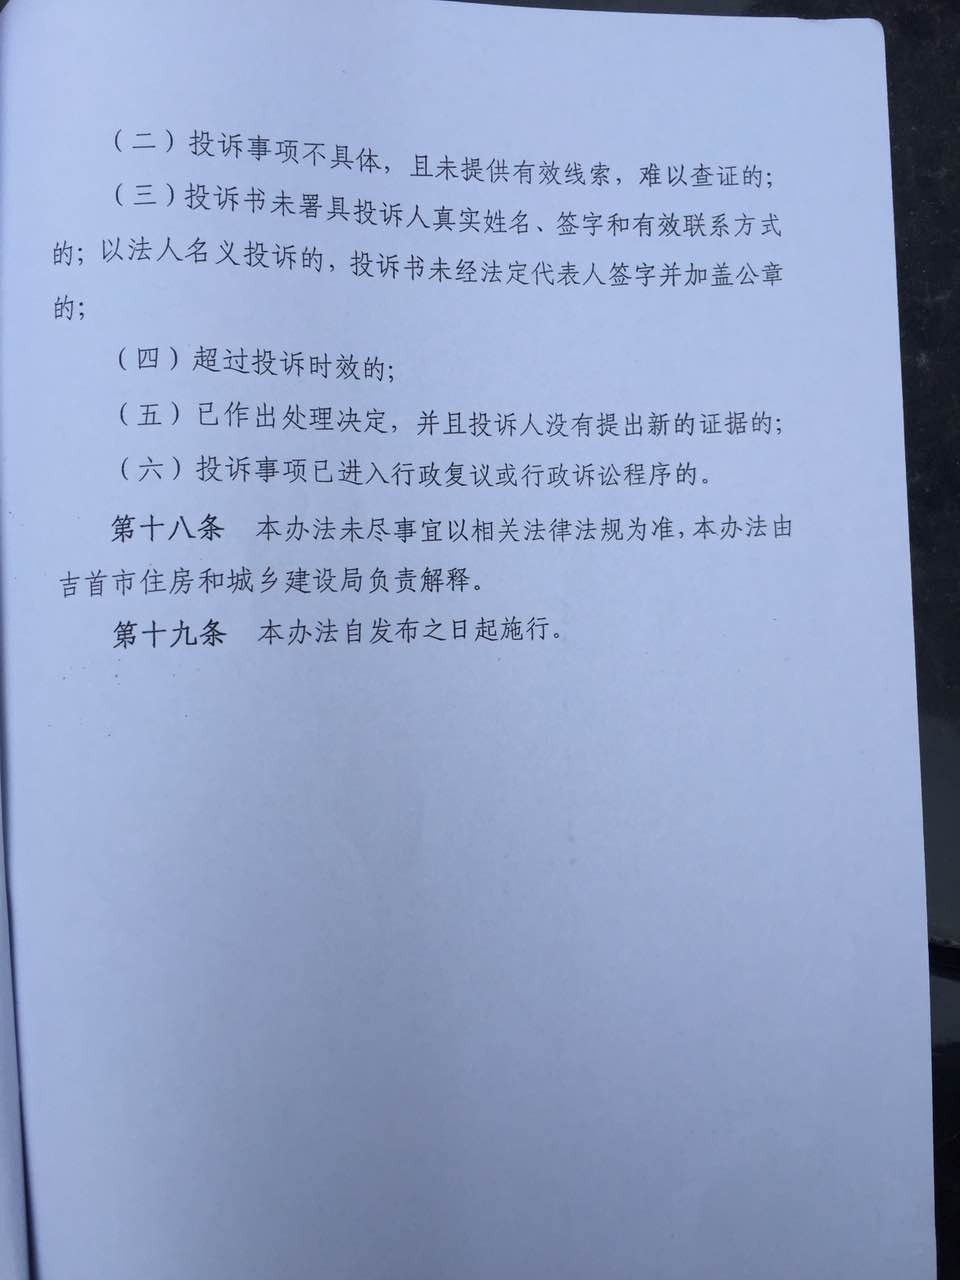 （二）投诉事项不具体，且未提供有效线索，难以查证的；
（三）投诉书未署具投诉人真实姓名、签字和有效联系方式
的；以法人名义投诉的，投诉书未经法定代表人签字并加盖公章
的；
（四）超过投诉时效的；
（五）已作出处理决定，并且投诉人没有提出新的证据的；
（六）投诉事项已进入行政复议或行政诉讼程序的。
第十八条　本办法未尽事宜以相关法律法规为准，本办法由
吉首市住房和城乡建设局负责解释。
第十九条　本办法自发布之日起施行。